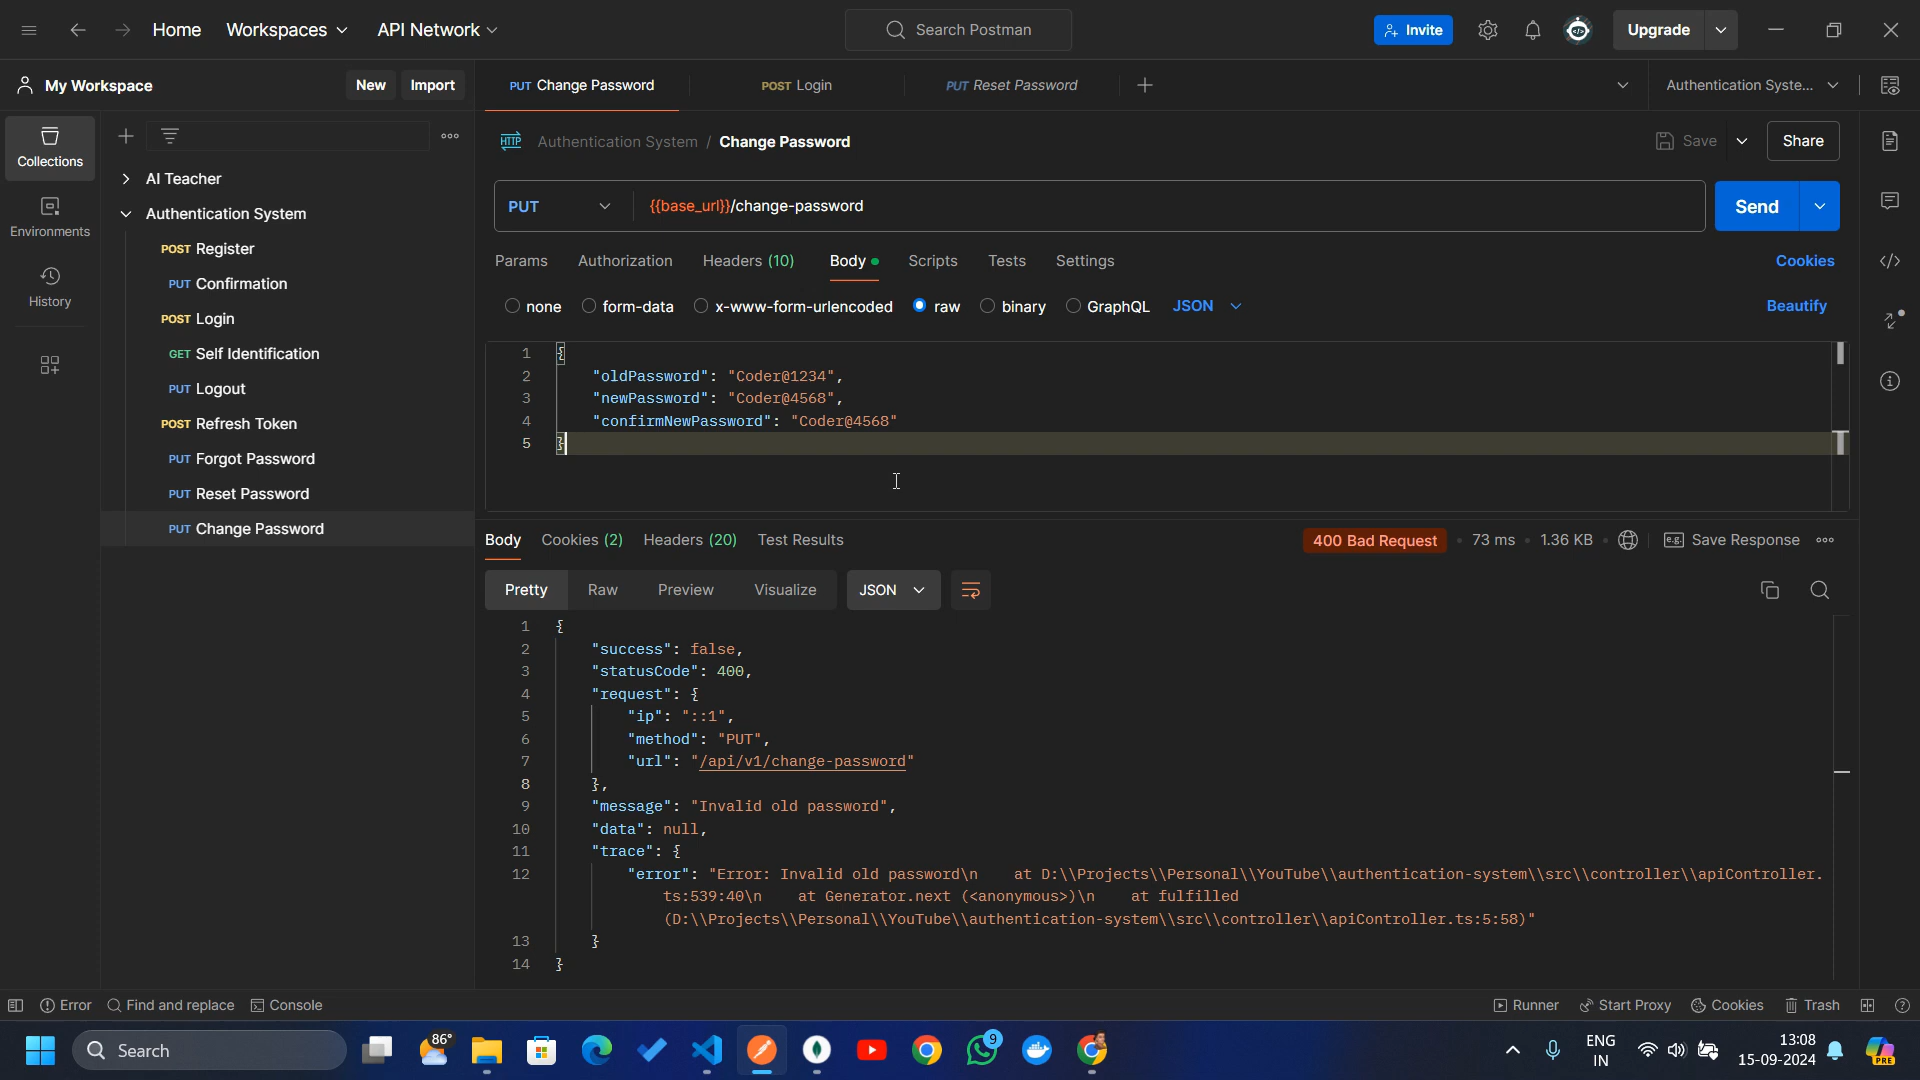 Home Workspaces API Network Search Postman Invite Upgrade
My Workspace New Import PUT Change Password POST Login PUT Reset Password Authentication Syste...
Collections
Environments
History
AI Teacher
Authentication System
POST Register
PUT Confirmation
POST Login
GET Self Identification
PUT Logout
POST Refresh Token
PUT Forgot Password
PUT Reset Password
PUT Change Password
HTTP Authentication System / Change Password Save Share
PUT {{base_url}}/change-password Send
Params Authorization Headers (10) Body Scripts Tests Settings Cookies
none form-data x-www-form-urlencoded raw binary GraphQL JSON Beautify
1 {
2 "oldPassword": "Coder@1234",
3 "newPassword": "Coder@4568",
4 "confirmNewPassword": "Coder@4568"
5 }
Body Cookies (2) Headers (20) Test Results 400 Bad Request 73 ms 1.36 KB e.g. Save Response
Pretty Raw Preview Visualize JSON
1 {
2 "success": false,
3 "statusCode": 400,
4 "request": {
5 "ip": "::1",
6 "method": "PUT",
7 "url": "/api/v1/change-password"
8 },
9 "message": "Invalid old password",
10 "data": null,
11 "trace": {
12 "error": "Error: Invalid old password\n    at D:\\Projects\\Personal\\YouTube\\authentication-system\\src\\controller\\apiController.
ts:539:40\n    at Generator.next (<anonymous>)\n    at fulfilled
(D:\\Projects\\Personal\\YouTube\\authentication-system\\src\\controller\\apiController.ts:5:58)"
13 }
14 }
Error Find and replace Console Runner Start Proxy Cookies Trash
Search 86° 9 ENG 13:08
IN 15-09-2024 PRE